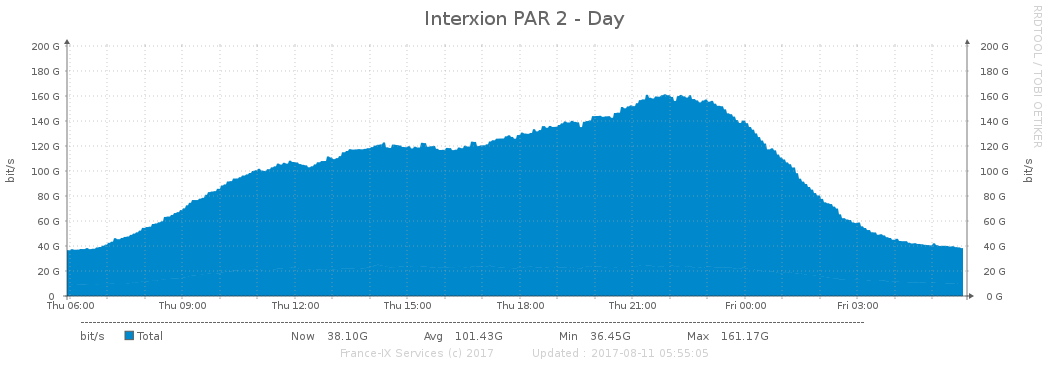 Interxion PAR 2 - Day
RRDTOOL / TOBI OETIKER
200 G 200 G
180 G 180 G
160 G 160 G
140 G 140 G
120 G 120 G
100 G 100 G
80 G 80 G
60 G 60 G
40 G 40 G
20 G 20 G
0 0 G
bit/s bit/s
Thu 06:00 Thu 09:00 Thu 12:00 Thu 15:00 Thu 18:00 Thu 21:00 Fri 00:00 Fri 03:00
bit/s Total Now 38.10G Avg 101.43G Min 36.45G Max 161.17G
France-IX Services (c) 2017 Updated : 2017-08-11 05:55:05